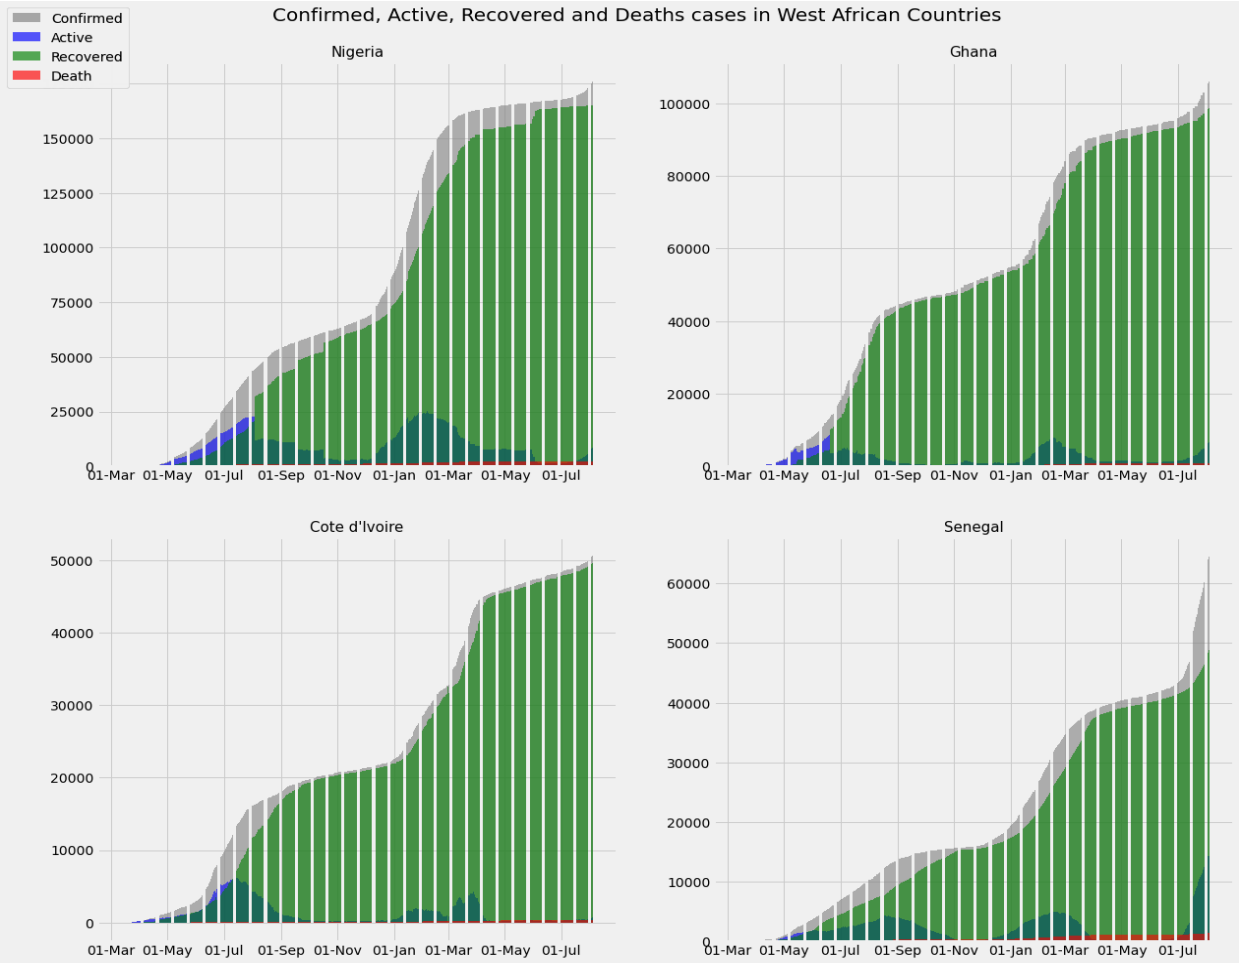 Confirmed, Active, Recovered and Deaths cases in West African Countries
Confirmed
Active
Recovered
Death
Nigeria
150000
125000
100000
75000
50000
25000
0
01-Mar 01-May 01-Jul 01-Sep 01-Nov 01-Jan 01-Mar 01-May 01-Jul
Ghana
100000
80000
60000
40000
20000
0
01-Mar 01-May 01-Jul 01-Sep 01-Nov 01-Jan 01-Mar 01-May 01-Jul
Cote d'Ivoire
50000
40000
30000
20000
10000
0
01-Mar 01-May 01-Jul 01-Sep 01-Nov 01-Jan 01-Mar 01-May 01-Jul
Senegal
60000
50000
40000
30000
20000
10000
0
01-Mar 01-May 01-Jul 01-Sep 01-Nov 01-Jan 01-Mar 01-May 01-Jul